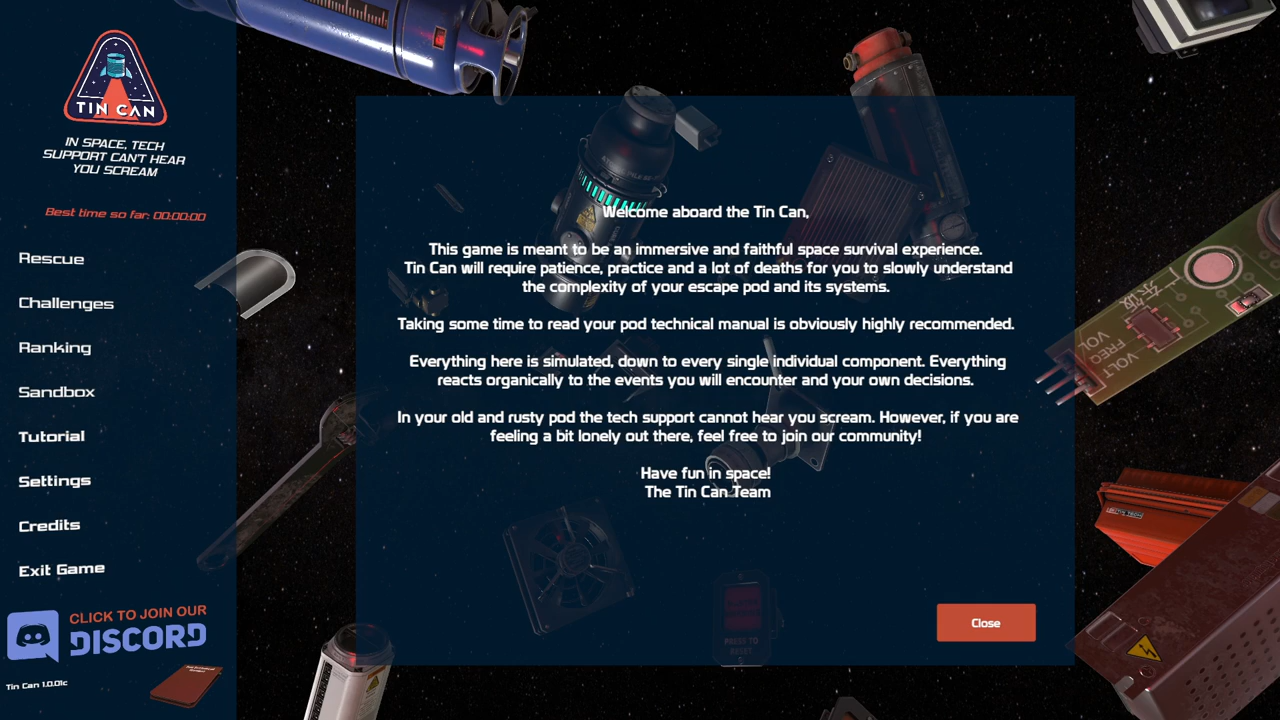 TIN CAN
IN SPACE, TECH
SUPPORT CAN'T HEAR
YOU SCREAM
Best time so far: 00:00:00
Rescue
Challenges
Ranking
Sandbox
Tutorial
Settings
Credits
Exit Game
CLICK TO JOIN OUR
DISCORD
Tin Can 1.0.01c
Welcome aboard the Tin Can,
This game is meant to be an immersive and faithful space survival experience.
Tin Can will require patience, practice and a lot of deaths for you to slowly understand
the complexity of your escape pod and its systems.
Taking some time to read your pod technical manual is obviously highly recommended.
Everything here is simulated, down to every single individual component. Everything
reacts organically to the events you will encounter and your own decisions.
In your old and rusty pod the tech support cannot hear you scream. However, if you are
feeling a bit lonely out there, feel free to join our community!
Have fun in space!
The Tin Can Team
Close
PRESS TO
RESET
VOL
FREC
VOLT